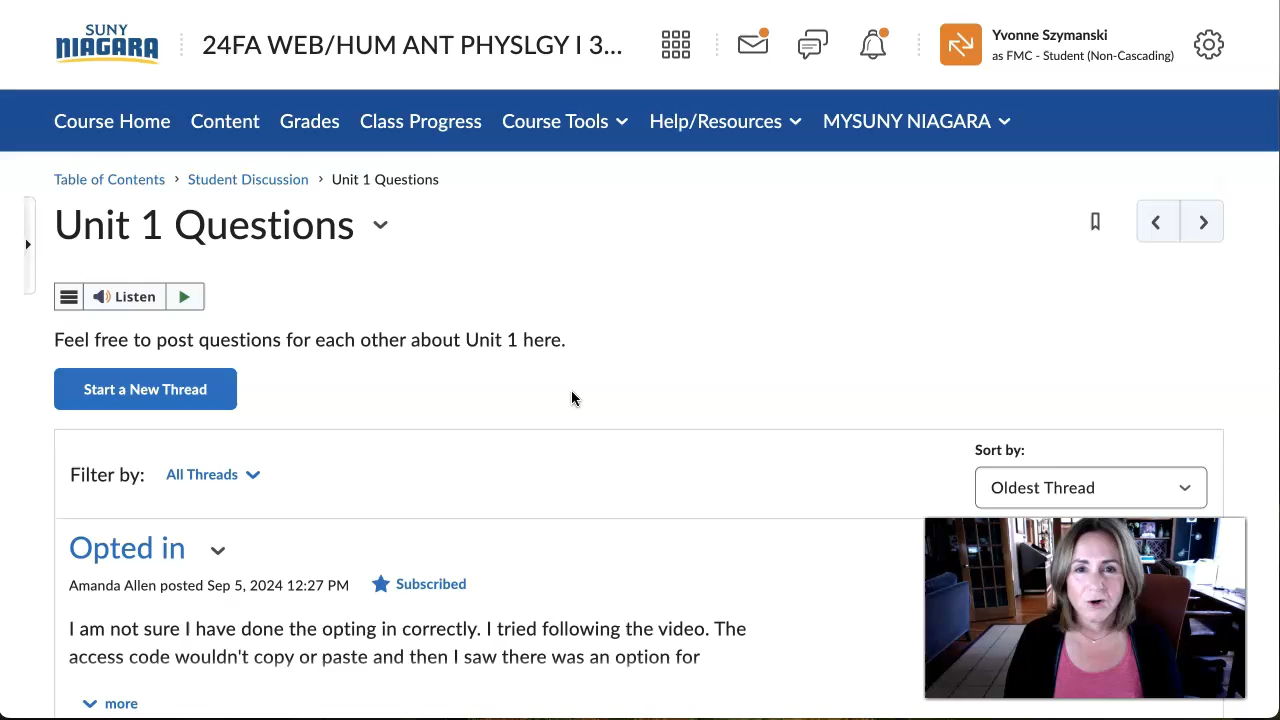 SUNY
NIAGARA
24FA WEB/HUM ANT PHYSLGY I 3...
Yvonne Szymanski
as FMC - Student (Non-Cascading)
Course Home Content Grades Class Progress Course Tools Help/Resources MYSUNY NIAGARA
Table of Contents › Student Discussion › Unit 1 Questions
Unit 1 Questions
Listen
Feel free to post questions for each other about Unit 1 here.
Start a New Thread
Sort by:
Filter by: All Threads
Oldest Thread
Opted in
Amanda Allen posted Sep 5, 2024 12:27 PM Subscribed
I am not sure I have done the opting in correctly. I tried following the video. The
access code wouldn't copy or paste and then I saw there was an option for
more